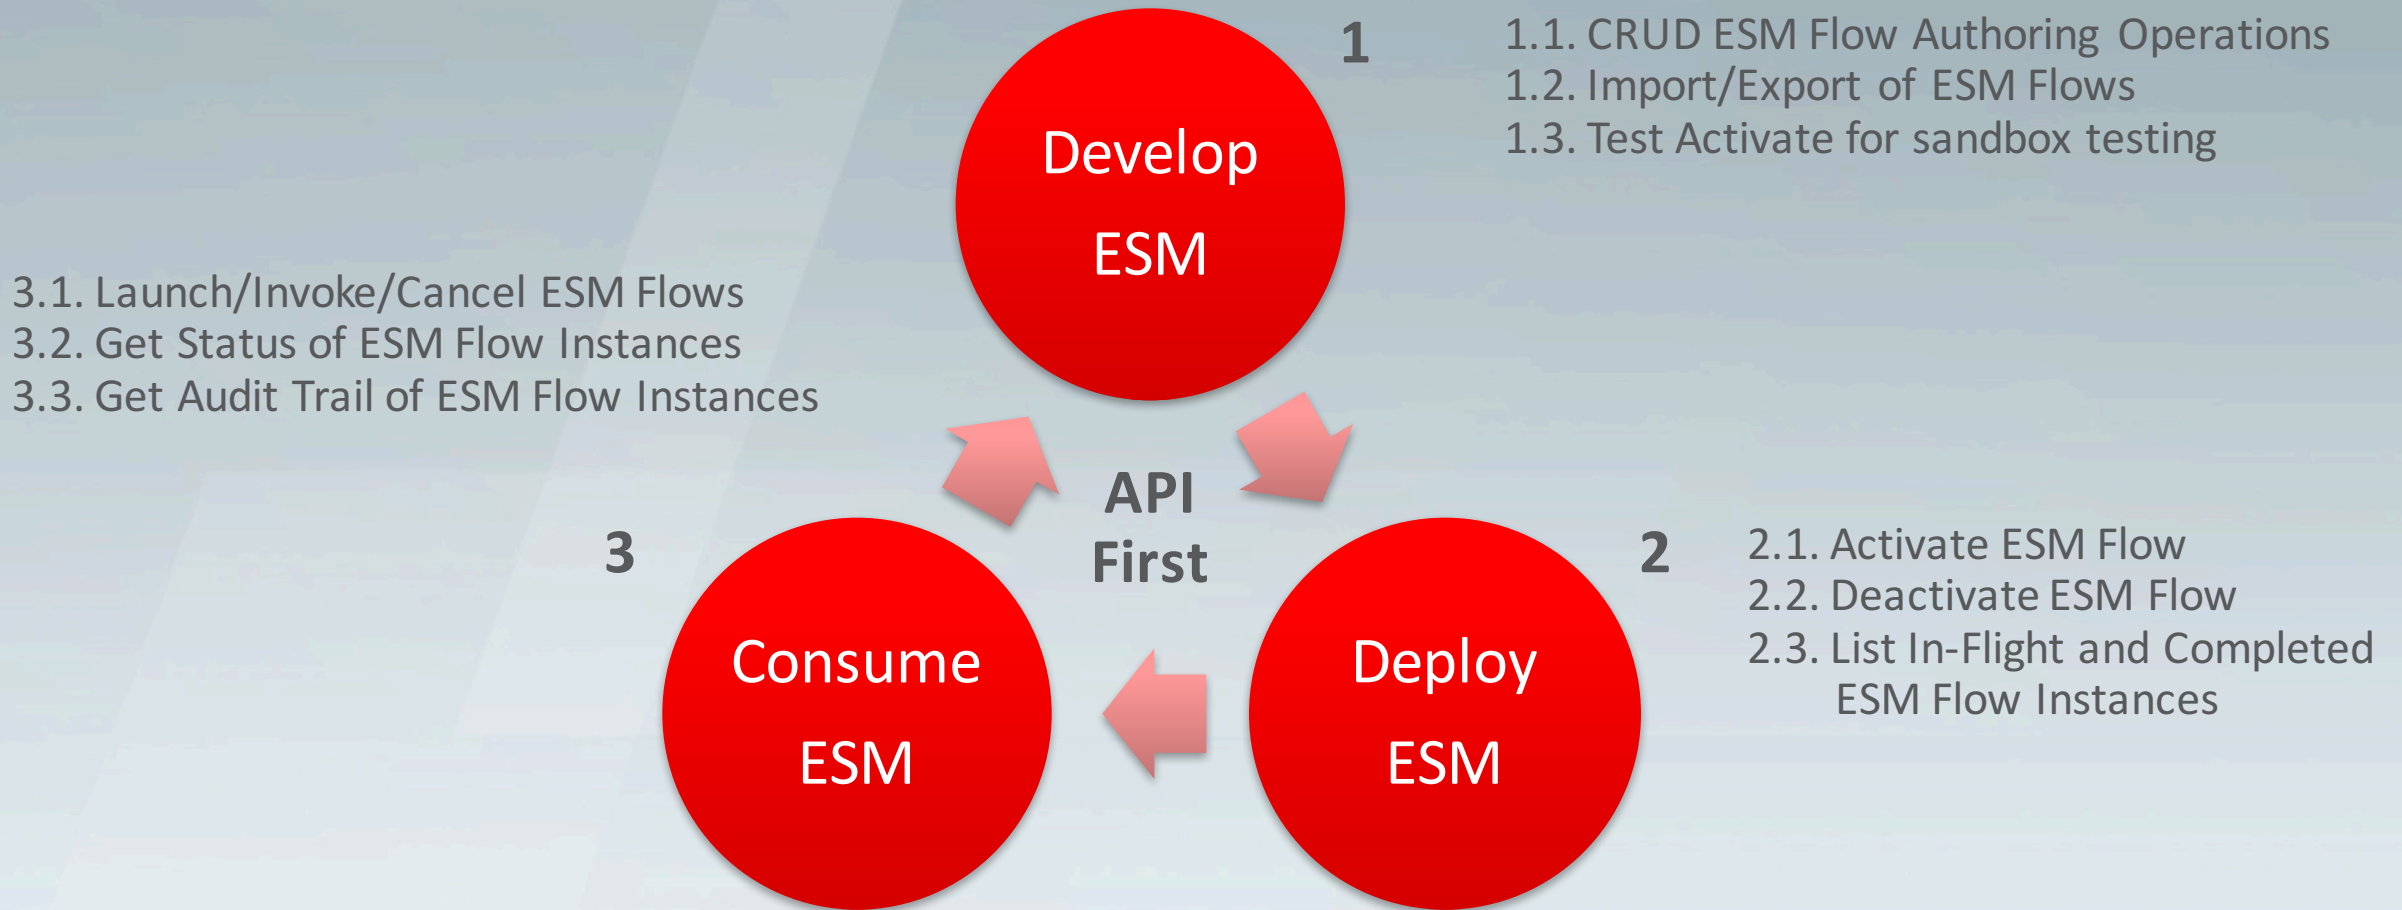 1
1.1. CRUD ESM Flow Authoring Operations
1.2. Import/Export of ESM Flows
1.3. Test Activate for sandbox testing
Develop
ESM
3.1. Launch/Invoke/Cancel ESM Flows
3.2. Get Status of ESM Flow Instances
3.3. Get Audit Trail of ESM Flow Instances
API
First
2
2.1. Activate ESM Flow
2.2. Deactivate ESM Flow
2.3. List In-Flight and Completed
ESM Flow Instances
Deploy
ESM
3
Consume
ESM